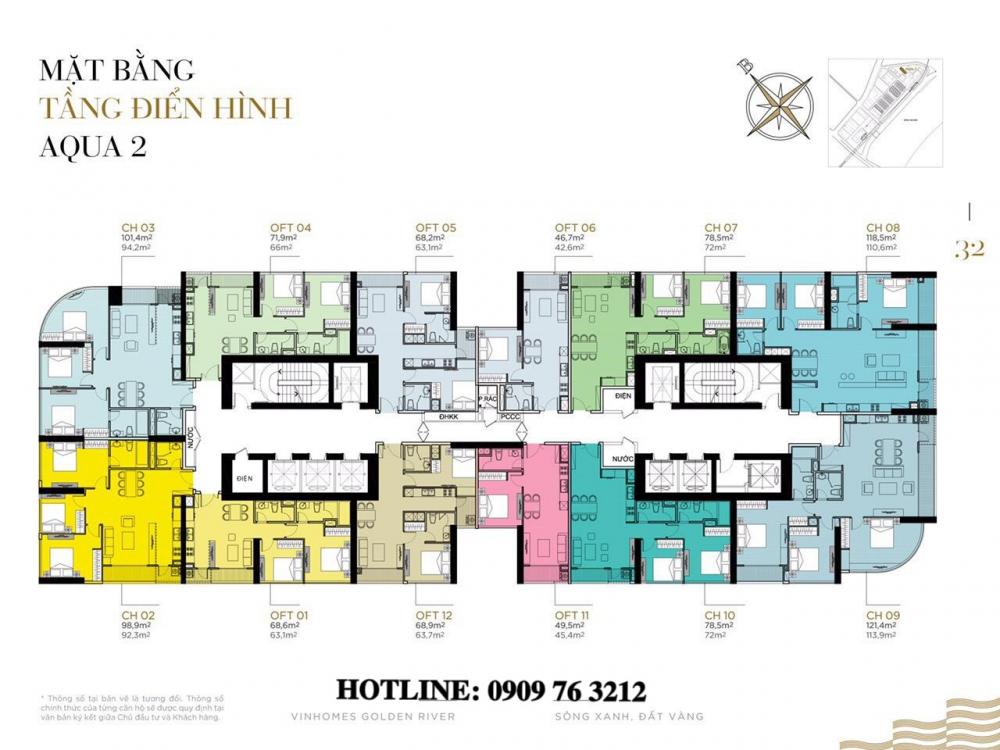 MẶT BẰNG
TẦNG ĐIỂN HÌNH
AQUA 2
B
32
CH 03
101,4m²
94,2m²
OFT 04
71,9m²
66m²
OFT 05
68,2m²
63,1m²
OFT 06
46,7m²
42,6m²
CH 07
78,5m²
72m²
CH 08
118,5m²
110,6m²
P.RÁC
ĐIỆN
ĐHKK
PCCC
NƯỚC
NƯỚC
ĐIỆN
CH 02
98,9m²
92,3m²
OFT 01
68,6m²
63,1m²
OFT 12
68,9m²
63,7m²
OFT 11
49,5m²
45,4m²
CH 10
78,5m²
72m²
CH 09
121,4m²
113,9m²
* Thông số tại bản vẽ là tương đối. Thông số
chính thức của từng căn hộ sẽ được quy định tại
văn bản ký kết giữa Chủ đầu tư và Khách hàng.
HOTLINE: 0909 76 3212
VINHOMES GOLDEN RIVER
SÔNG XANH, ĐẤT VÀNG